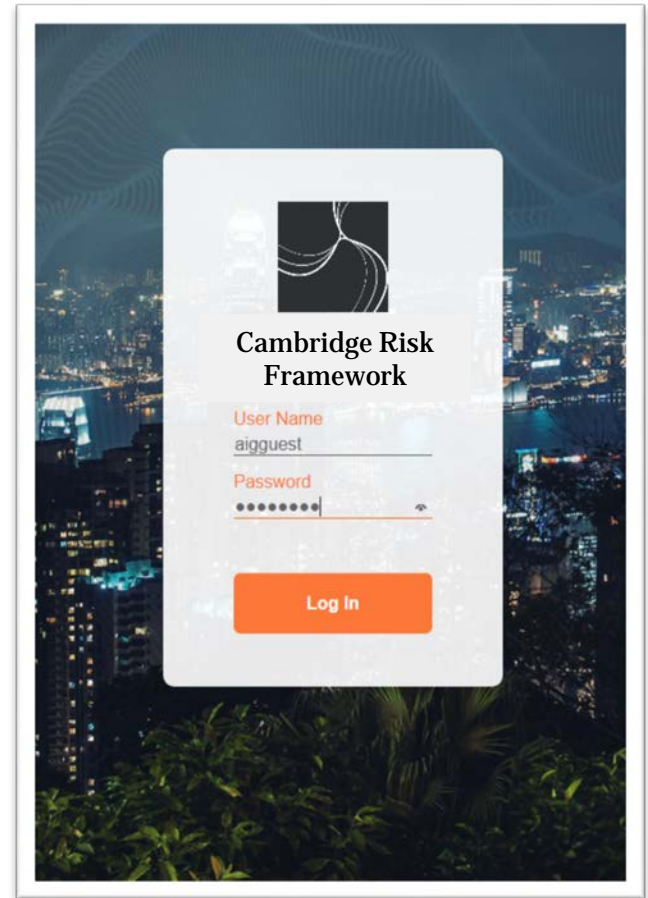 Cambridge Risk
Framework
User Name
aigguest
Password
••••••••
Log In